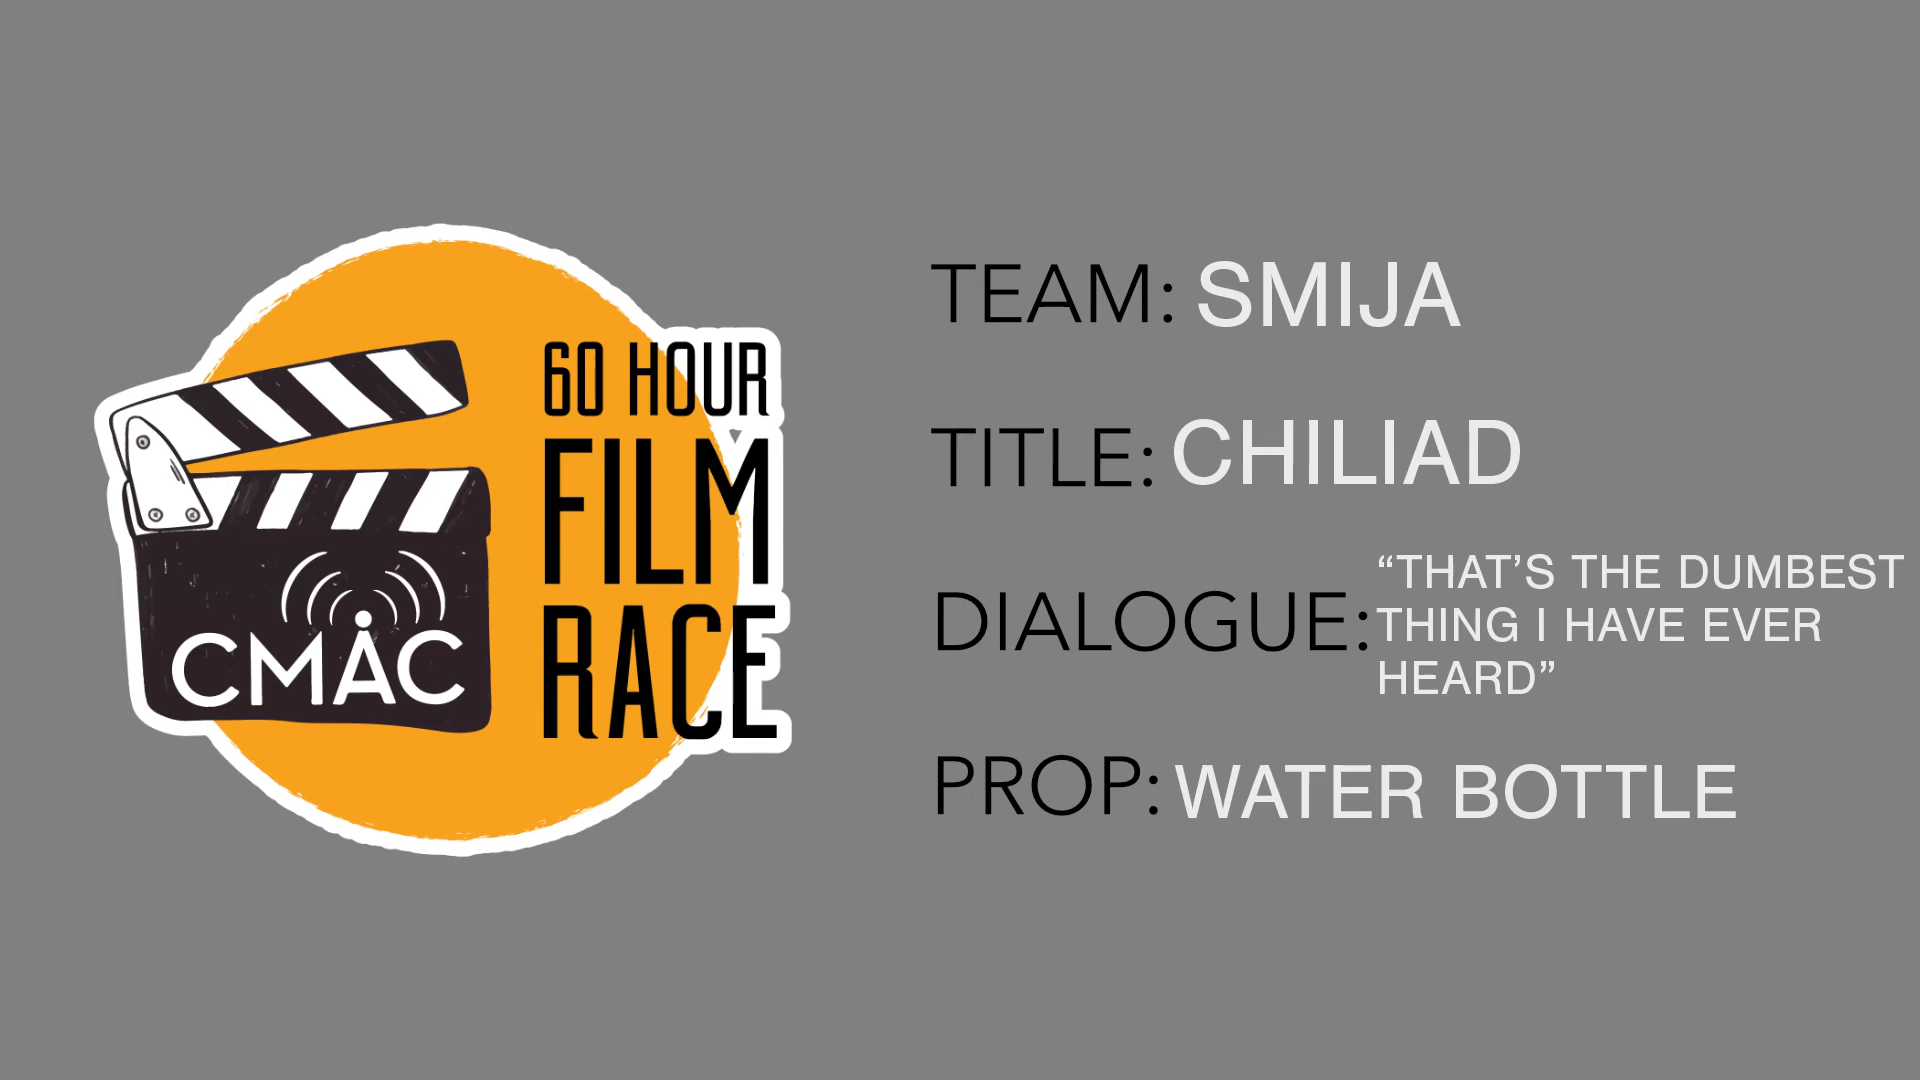 60 HOUR
FILM
RACE
CMAC
TEAM: SMIJA
TITLE: CHILIAD
DIALOGUE: “THAT’S THE DUMBEST
THING I HAVE EVER
HEARD”
PROP: WATER BOTTLE